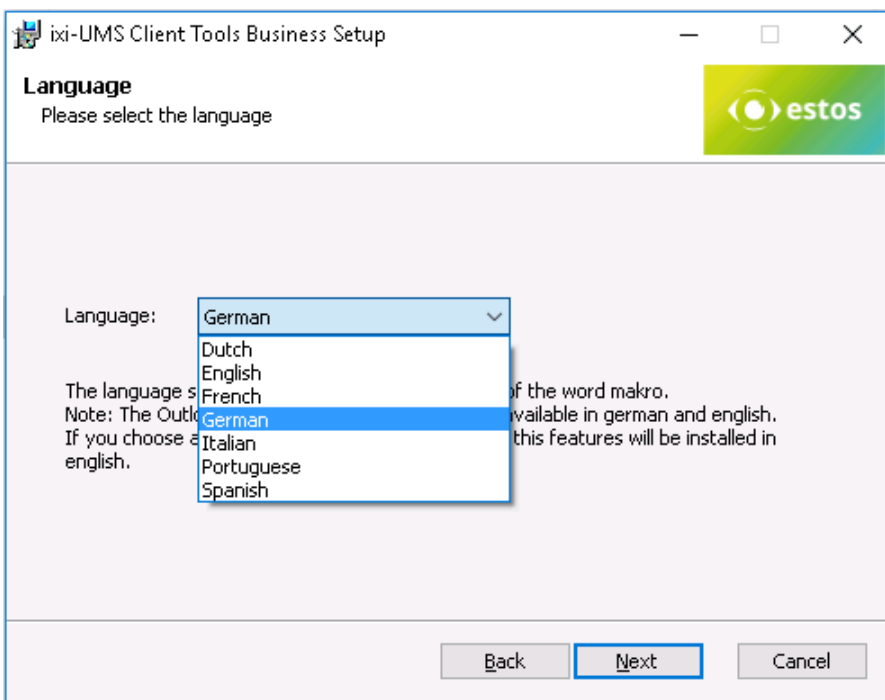 ixi-UMS Client Tools Business Setup
Language
Please select the language
estos
Language:
German
Dutch
English
French
German
Italian
Portuguese
Spanish
The language of the word makro.
Note: The available in german and english.
If you choose this features will be installed in
english.
Back
Next
Cancel